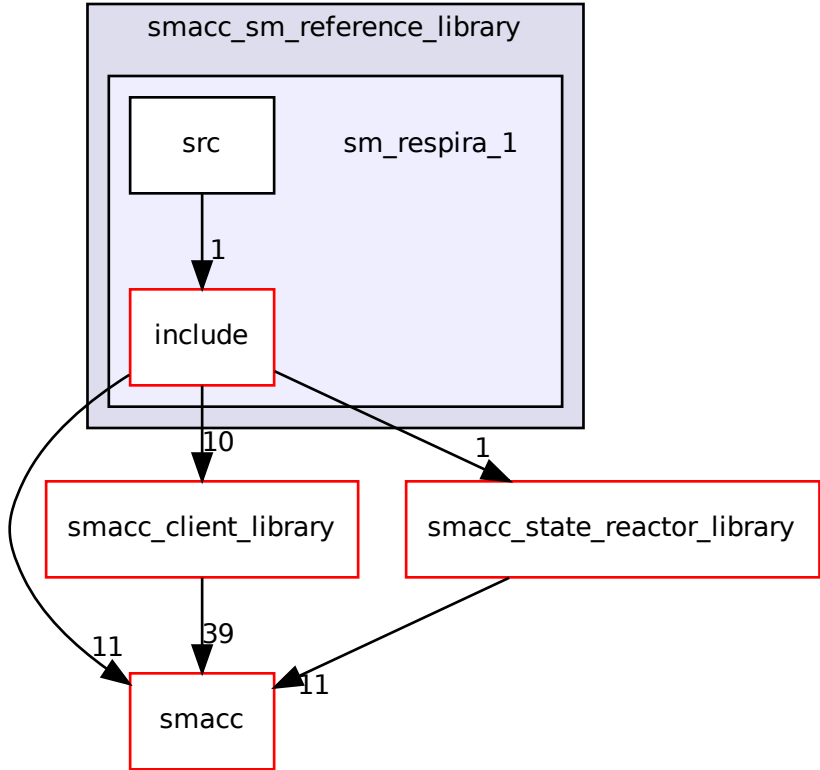 smacc_sm_reference_library
src
sm_respira_1
1
include
10
1
smacc_client_library
smacc_state_reactor_library
39
11
11
smacc